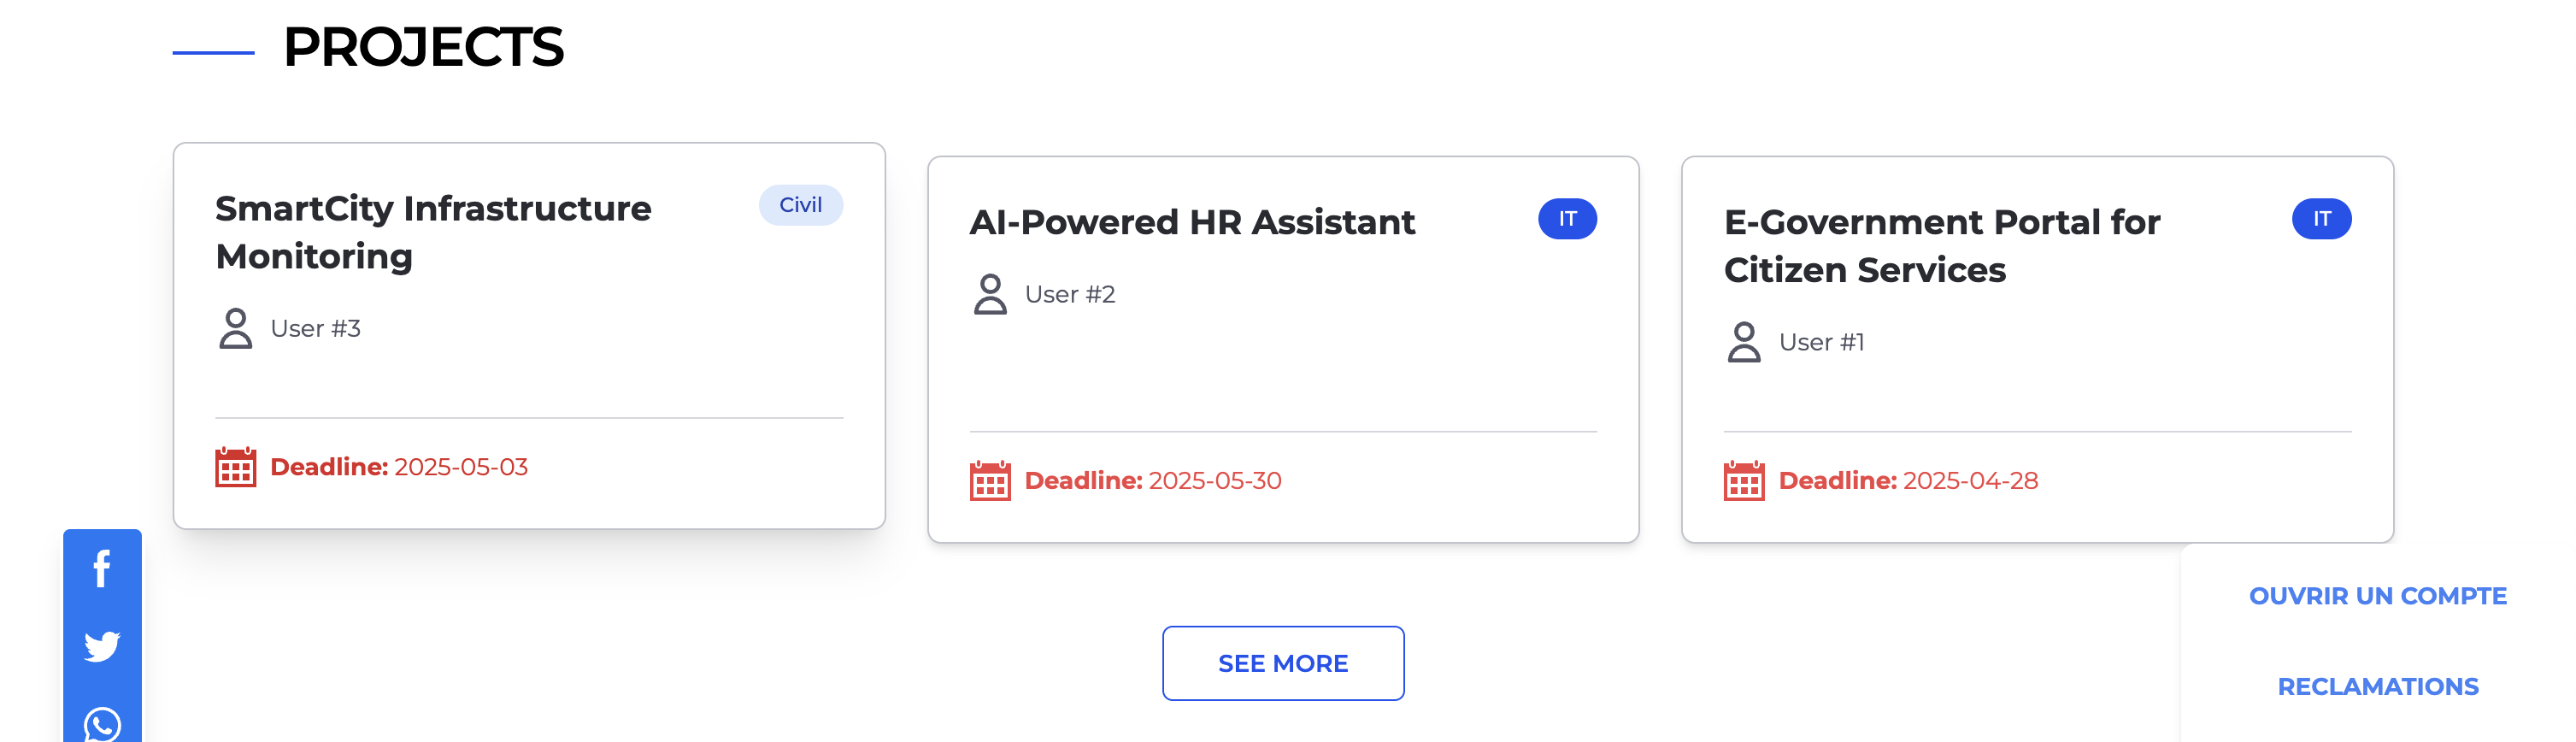 PROJECTS
SmartCity Infrastructure
Monitoring
Civil
User #3
Deadline: 2025-05-03
AI-Powered HR Assistant
IT
User #2
Deadline: 2025-05-30
E-Government Portal for
Citizen Services
IT
User #1
Deadline: 2025-04-28
SEE MORE
OUVRIR UN COMPTE
RECLAMATIONS